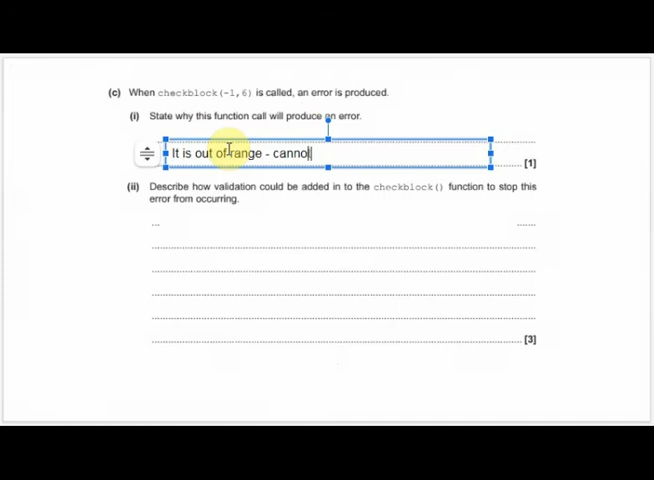 (c) When checkblock(-1,6) is called, an error is produced.
(i) State why this function call will produce an error.
It is out of range - canno
[1]
(ii) Describe how validation could be added in to the checkblock() function to stop this
error from occurring.
[3]